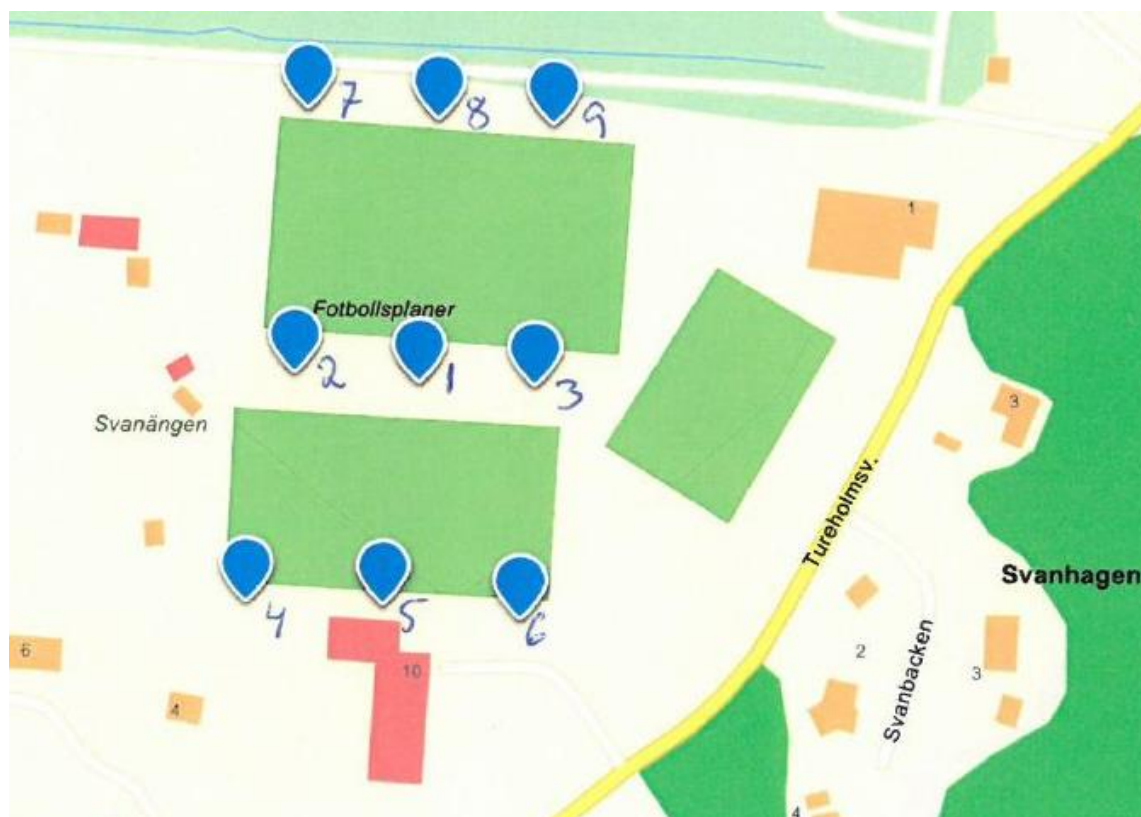 7 8 9
1
Fotbollsplaner
2 1 3
3
Svanängen
Tureholmsv.
Svanhagen
4 5 6
6
10
2
3
4
Svanbacken
4